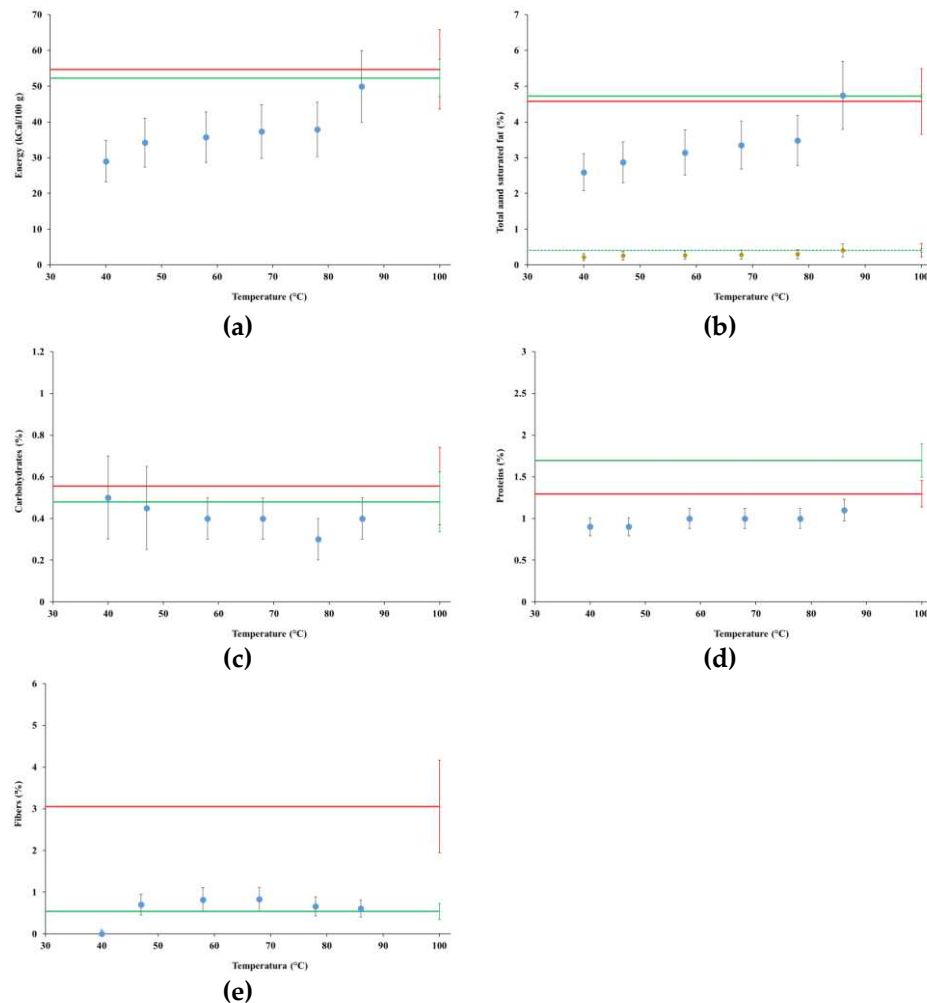 70
60
50
40
30
20
10
0
30 40 50 60 70 80 90 100
Energy (kCal/100 g)
Temperature (°C)
(a)
7
6
5
4
3
2
1
0
30 40 50 60 70 80 90 100
Total aand saturated fat (%)
Temperature (°C)
(b)
1.2
1
0.8
0.6
0.4
0.2
0
30 40 50 60 70 80 90 100
Carbohydrates (%)
Temperature (°C)
(c)
3
2.5
2
1.5
1
0.5
0
30 40 50 60 70 80 90 100
Proteins (%)
Temperature (°C)
(d)
6
5
4
3
2
1
0
30 40 50 60 70 80 90 100
Fibers (%)
Temperatura (°C)
(e)